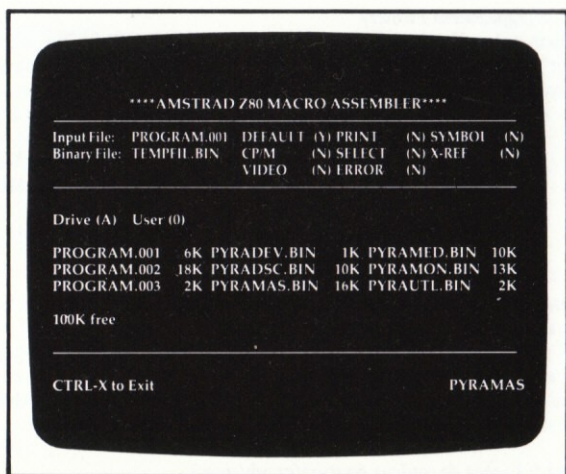 ****AMSTRAD Z80 MACRO ASSEMBLER****
Input File: PROGRAM.001 DEFAULT (Y) PRINT (N) SYMBOL (N)
Binary File: TEMPFIL.BIN CP/M (N) SELECT (N) X-REF (N)
VIDEO (N) ERROR (N)
Drive (A) User (0)
PROGRAM.001 6K PYRADEV.BIN 1K PYRAMED.BIN 10K
PROGRAM.002 18K PYRADSC.BIN 10K PYRAMON.BIN 13K
PROGRAM.003 2K PYRAMAS.BIN 16K PYRAUTL.BIN 2K
100K free
CTRL-X to Exit PYRAMAS